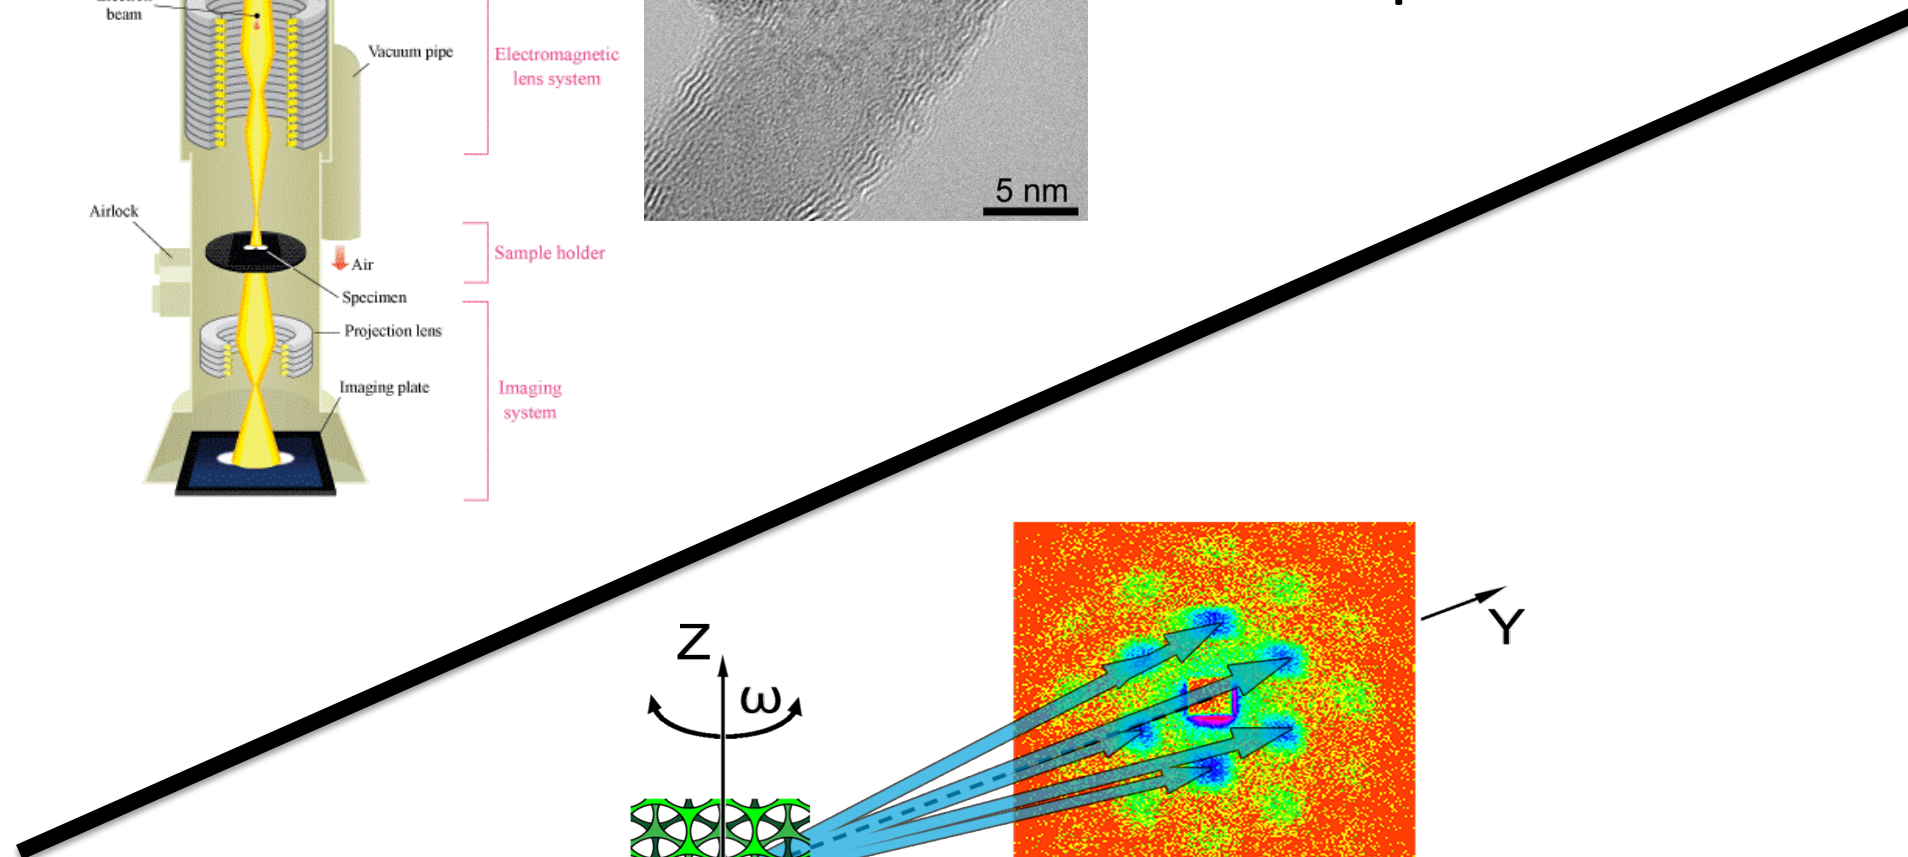 beam
Vacuum pipe
Electromagnetic
lens system
5 nm
Airlock
Sample holder
Air
Specimen
Projection lens
Imaging plate
Imaging
system
Z
ω
Y